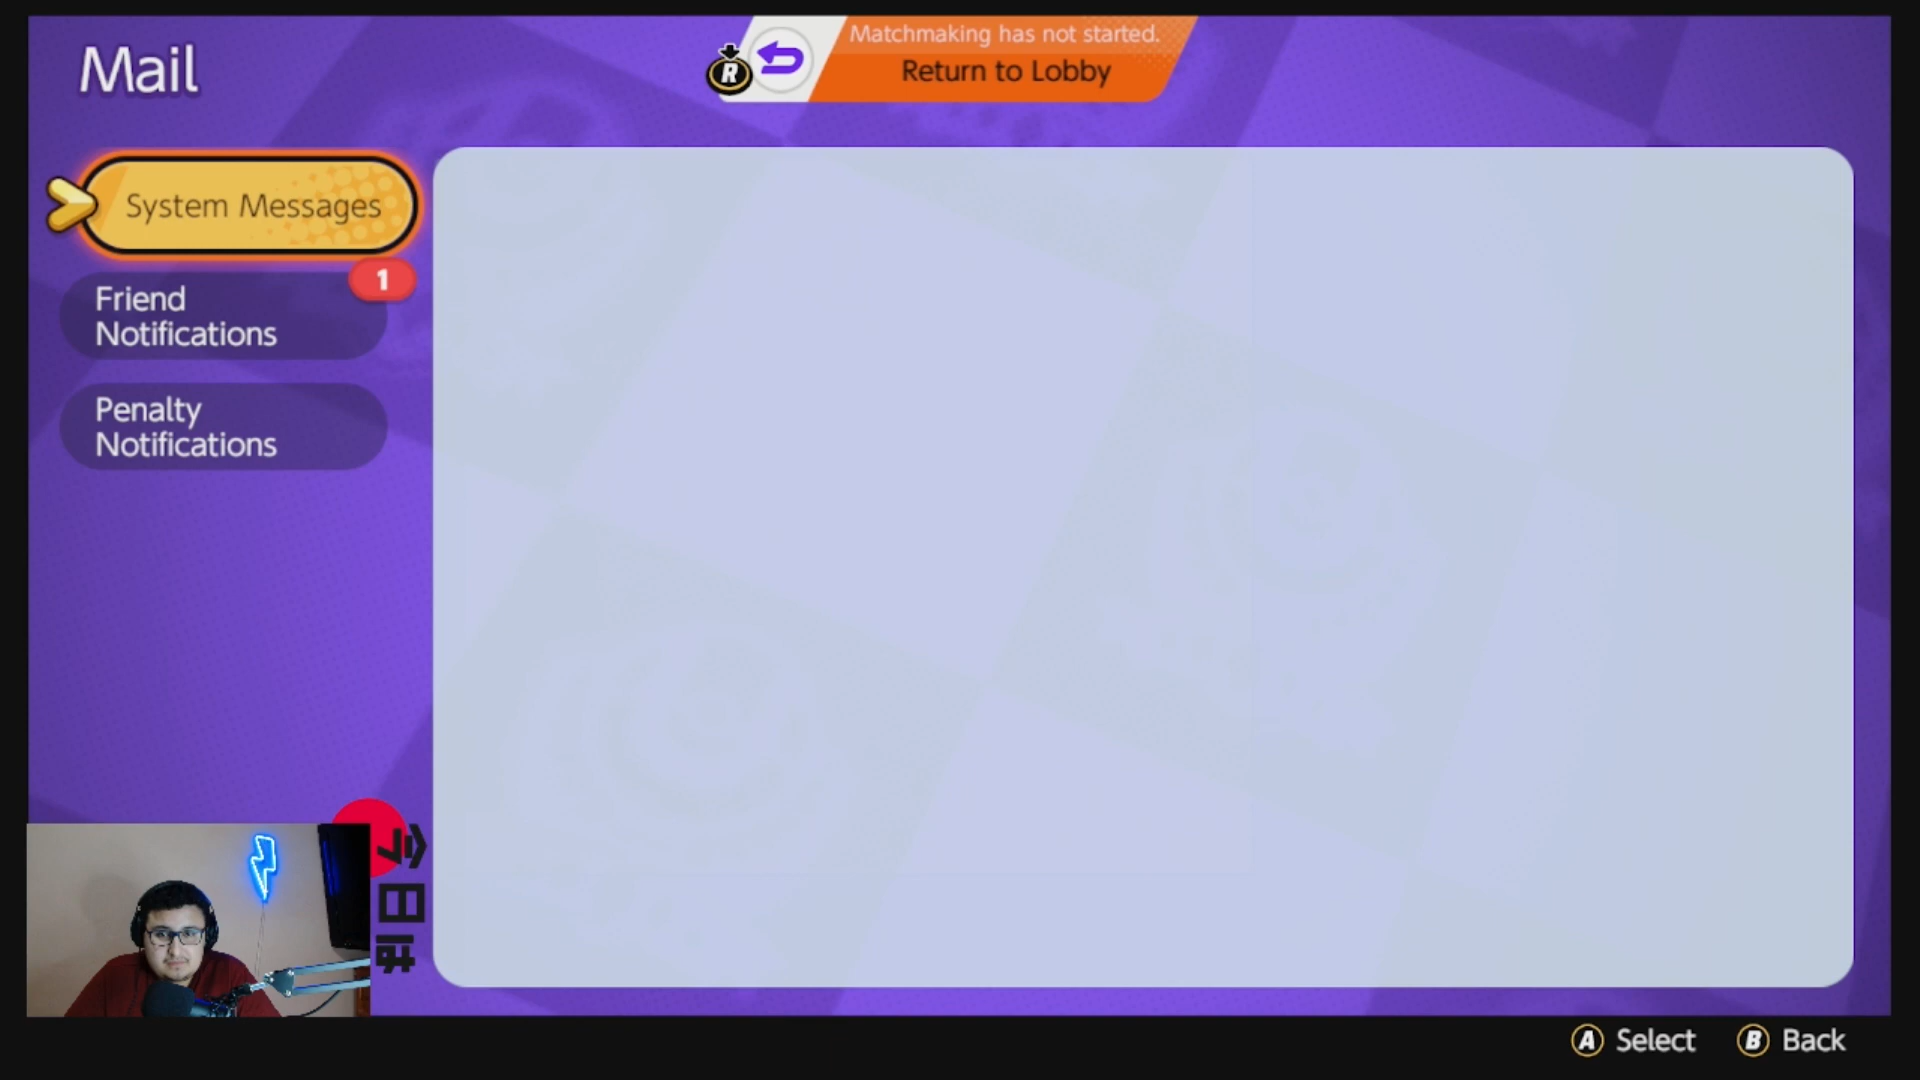 Mail
Matchmaking has not started.
R
Return to Lobby
System Messages
1
Friend
Notifications
Penalty
Notifications
A Select
B Back